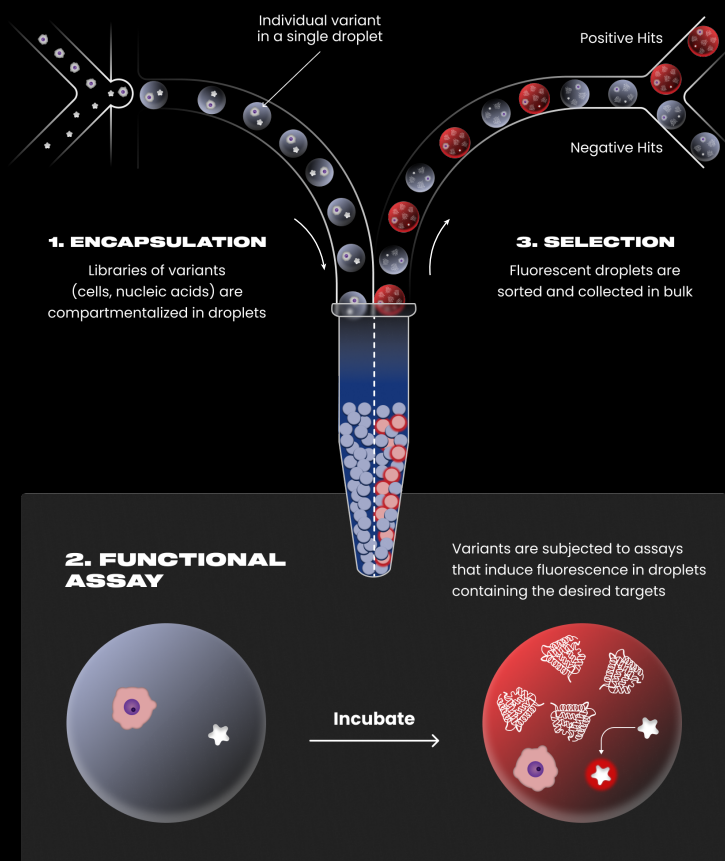 Individual variant
in a single droplet
Positive Hits
Negative Hits
1. ENCAPSULATION
Libraries of variants
(cells, nucleic acids) are
compartmentalized in droplets
3. SELECTION
Fluorescent droplets are
sorted and collected in bulk
2. FUNCTIONAL
ASSAY
Variants are subjected to assays
that induce fluorescence in droplets
containing the desired targets
Incubate